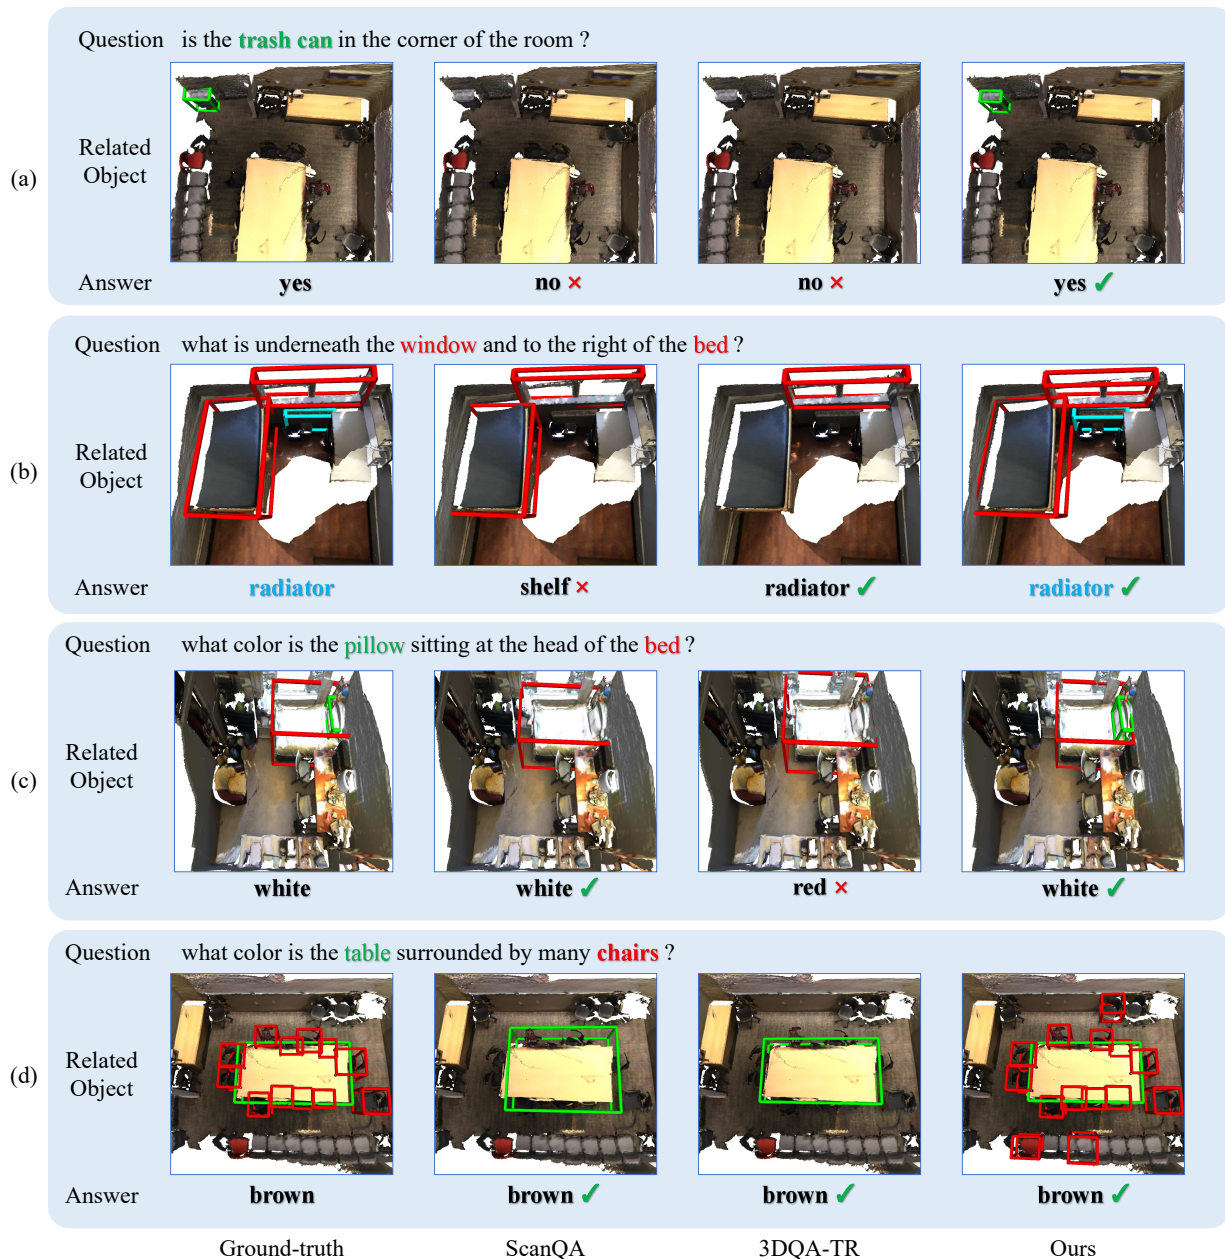 Question is the trash can in the corner of the room ?
(a)
Related Object
Answer yes no × no × yes ✓
Question what is underneath the window and to the right of the bed ?
(b)
Related Object
Answer radiator shelf × radiator ✓ radiator ✓
Question what color is the pillow sitting at the head of the bed ?
(c)
Related Object
Answer white white ✓ red × white ✓
Question what color is the table surrounded by many chairs ?
(d)
Related Object
Answer brown brown ✓ brown ✓ brown ✓
Ground-truth ScanQA 3DQA-TR Ours